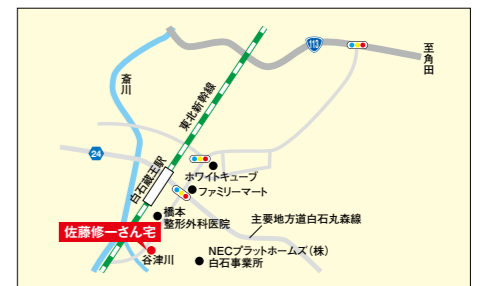 113
至角田
斎川
東北新幹線
24
白石蔵王駅
ホワイトキューブ
ファミリーマート
橋本
整形外科医院
主要地方道白石丸森線
佐藤修一さん宅
谷津川
NECプラットホームズ(株)
白石事業所